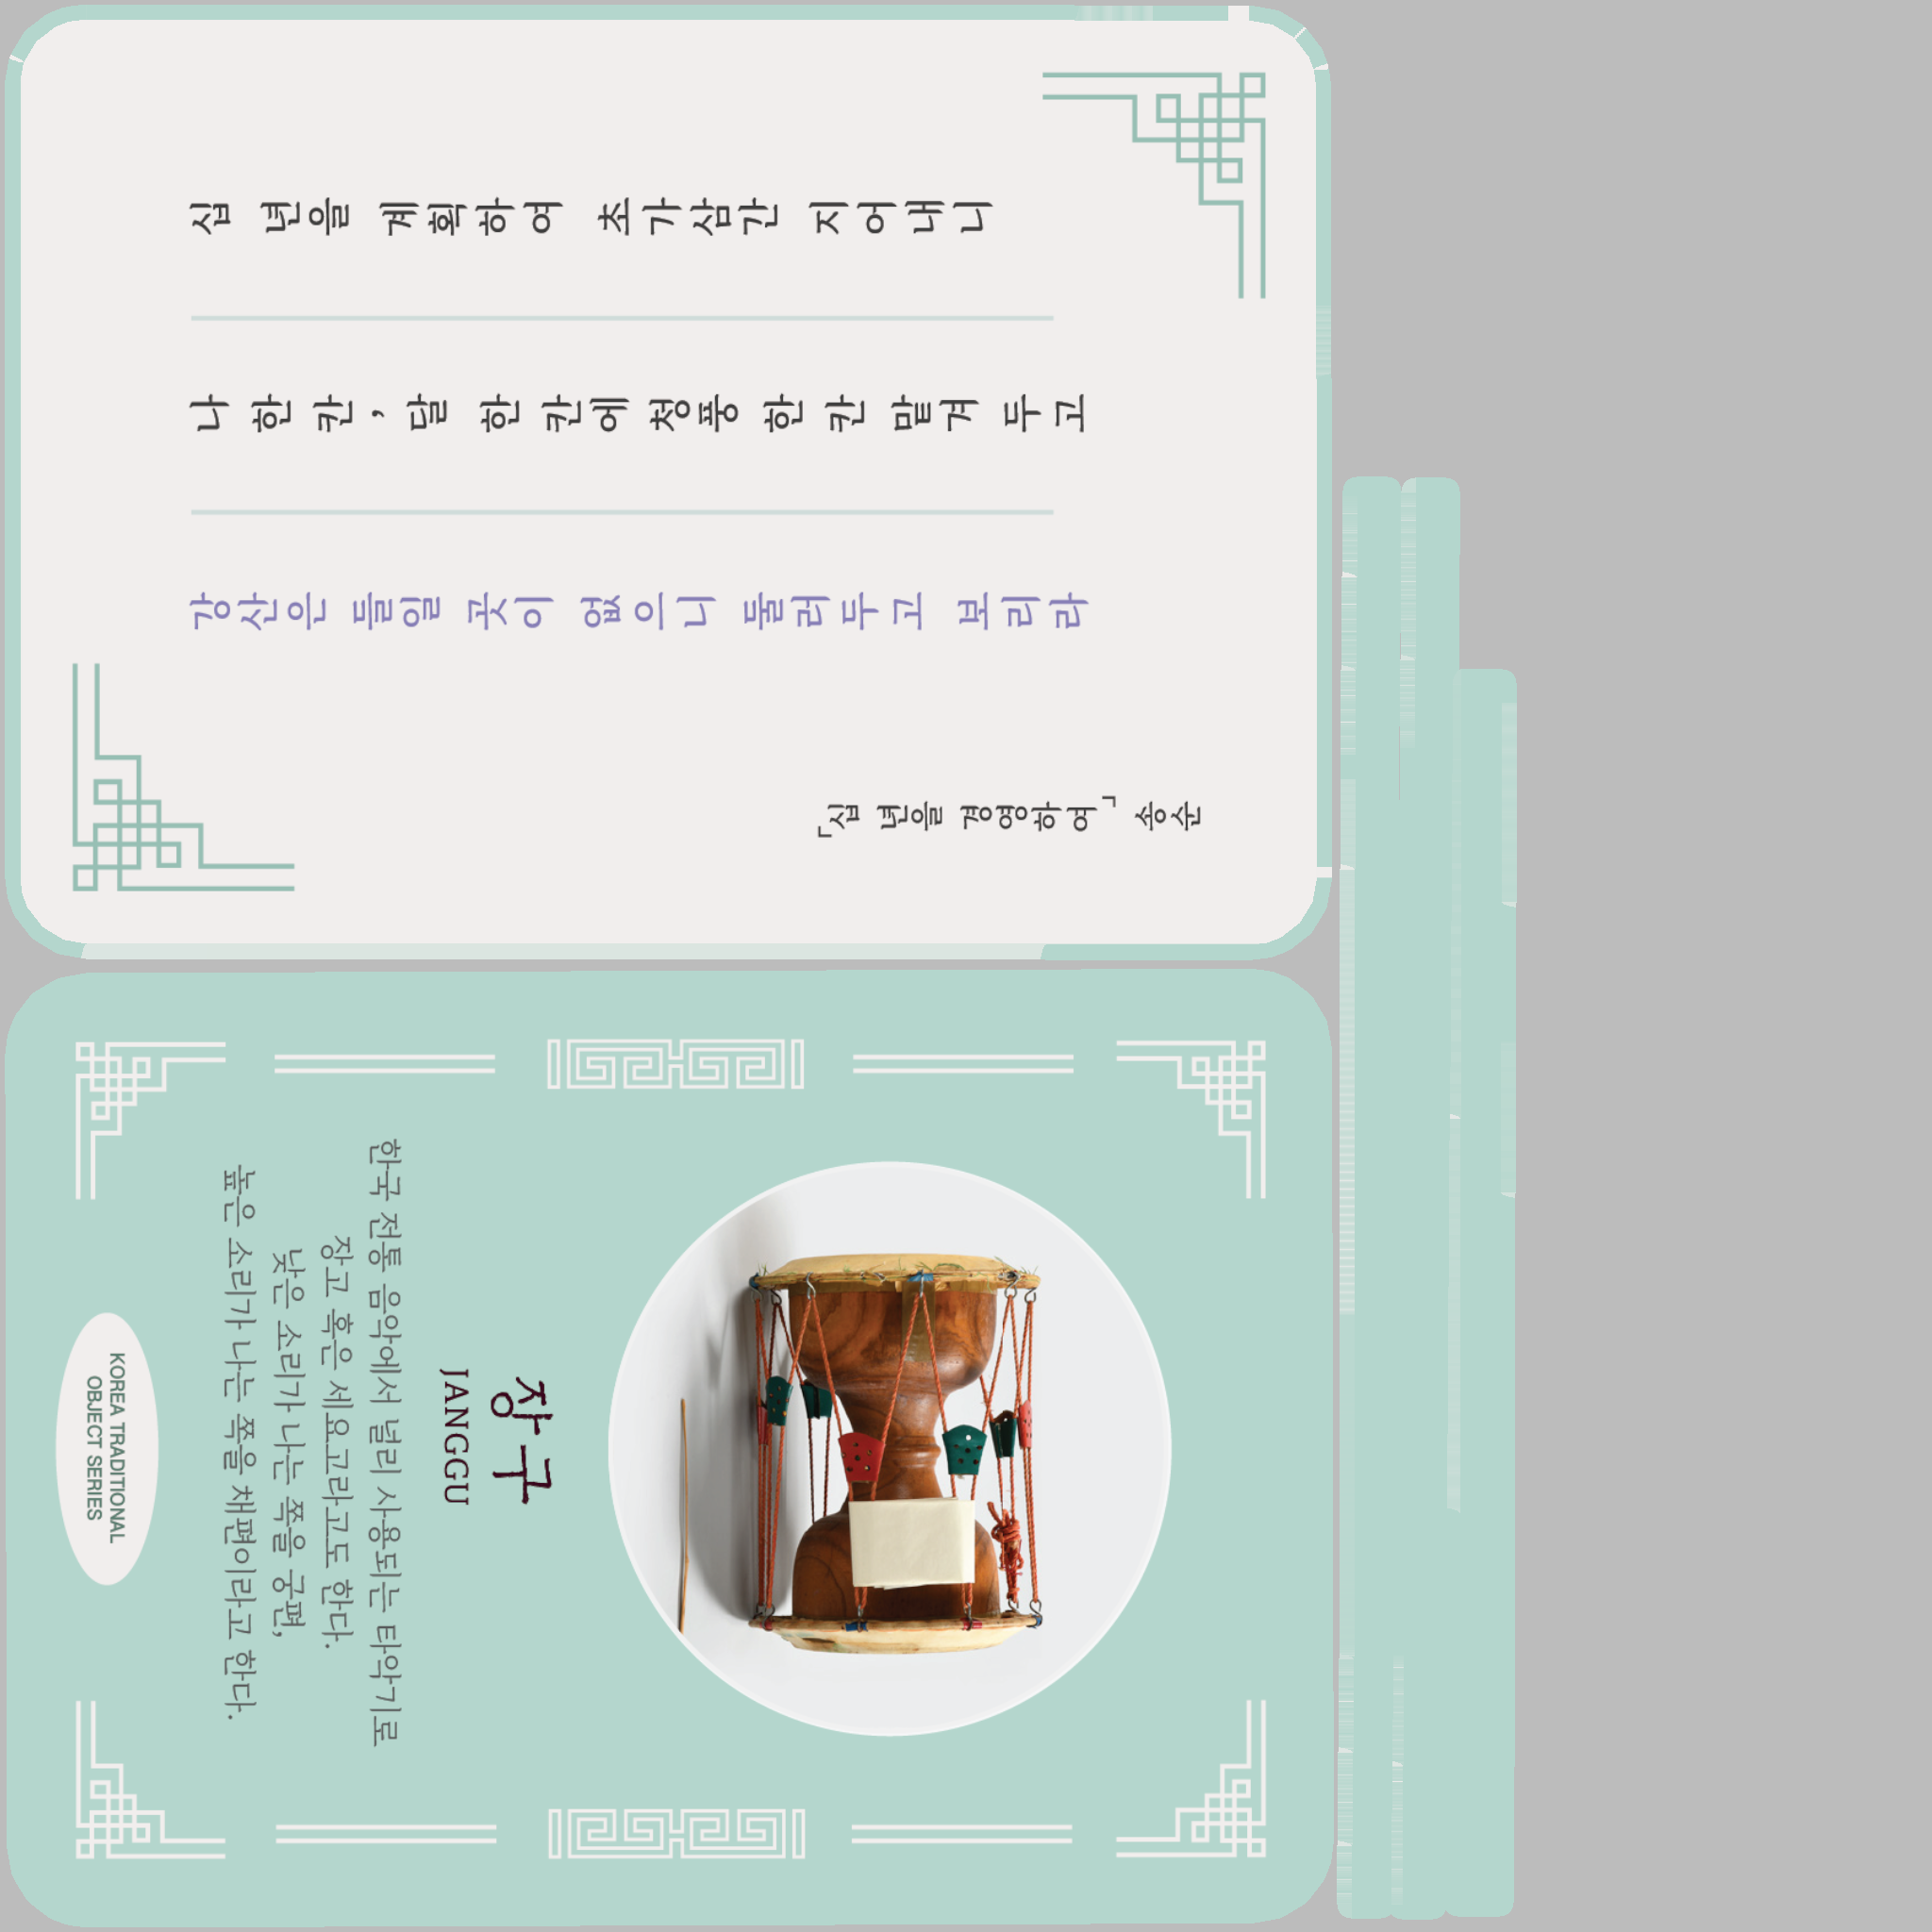 십 년을 계획하여 초가삼간 지어내니
나 한 칸, 달 한 칸에 청풍 한 칸 맡겨 두고
강산은 들일 곳이 없으니 둘러두고 보리라
「십 년을 경영하여」 송순
장구
JANGGU
한국 전통 음악에서 널리 사용되는 타악기로
장고 혹은 세요고라고도 한다.
낮은 소리가 나는 쪽을 궁편,
높은 소리가 나는 쪽을 채편이라고 한다.
KOREA TRADITIONAL
OBJECT SERIES